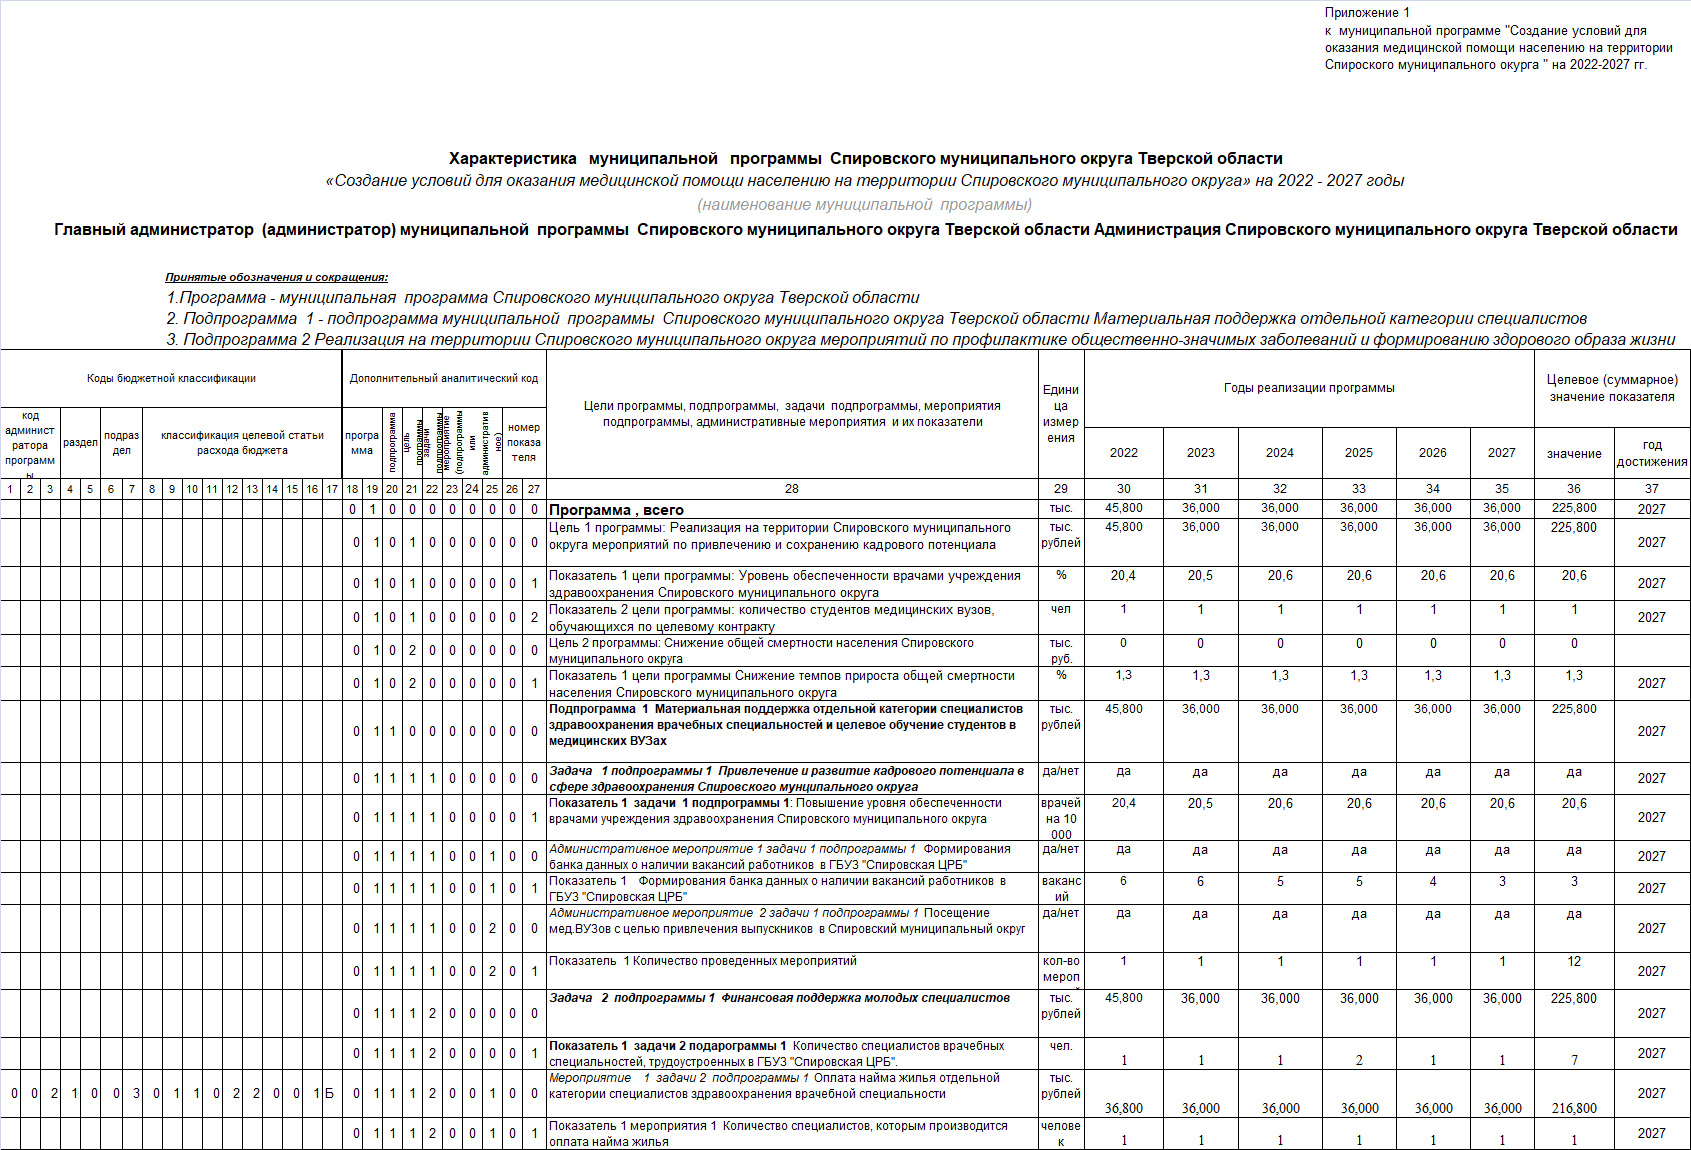 Приложение 1
к  муниципальной программе "Создание условий для
оказания медицинской помощи населению на территории
Спироского муниципального окурга " на 2022-2027 гг.
Характеристика   муниципальной   программы  Спировского муниципального округа Тверской области
«Создание условий для оказания медицинской помощи населению на территории Спировского муниципального округа» на 2022 - 2027 годы
(наименование муниципальной  программы)
Главный администратор  (администратор) муниципальной  программы  Спировского муниципального округа Тверской области Администрация Спировского муниципального округа Тверской области
Принятые обозначения и сокращения:
1.Программа - муниципальная  программа Спировского муниципального округа Тверской области
2. Подпрограмма  1 - подпрограмма муниципальной  программы  Спировского муниципального округа Тверской области Материальная поддержка отдельной категории специалистов
3. Подпрограмма 2 Реализация на территории Спировского муниципального округа мероприятий по профилактике общественно-значимых заболеваний и формированию здорового образа жизни
Коды бюджетной классификации
Дополнительный аналитический код
Цели программы, подпрограммы,  задачи  подпрограммы, мероприятия
подпрограммы, административные мероприятия  и их показатели
Едини
ца
измер
ения
Годы реализации программы
Целевое (суммарное)
значение показателя
код
админист
ратора
программ
ы
раздел
подраз
дел
классификация целевой статьи
расхода бюджета
програ
мма
подпрограмма
цель
программы
задачи
подпрограммы
мероприятие
(подпрограммы
или
административ
ное)
номер
показа
теля
2022 2023 2024 2025 2026 2027 значение
год
достижения
1 2 3 4 5 6 7 8 9 10 11 12 13 14 15 16 17 18 19 20 21 22 23 24 25 26 27 28 29 30 31 32 33 34 35 36 37
0 1 0 0 0 0 0 0 0 0 Программа , всего тыс. 45,800 36,000 36,000 36,000 36,000 36,000 225,800 2027
0 1 0 1 0 0 0 0 0 0 Цель 1 программы: Реализация на территории Спировского муниципального
округа мероприятий по привлечению и сохранению кадрового потенциала
тыс.
рублей
45,800 36,000 36,000 36,000 36,000 36,000 225,800 2027
0 1 0 1 0 0 0 0 0 1 Показатель 1 цели программы: Уровень обеспеченности врачами учреждения
здравоохранения Спировского муниципального округа
% 20,4 20,5 20,6 20,6 20,6 20,6 20,6 2027
0 1 0 1 0 0 0 0 0 2 Показатель 2 цели программы: количество студентов медицинских вузов,
обучающихся по целевому контракту
чел 1 1 1 1 1 1 1 2027
0 1 0 2 0 0 0 0 0 0 Цель 2 программы: Снижение общей смертности населения Спировского
муниципального округа
тыс.
руб.
0 0 0 0 0 0 0
0 1 0 2 0 0 0 0 0 1 Показатель 1 цели программы Снижение темпов прироста общей смертности
населения Спировского муниципального округа
% 1,3 1,3 1,3 1,3 1,3 1,3 1,3 2027
0 1 1 0 0 0 0 0 0 0 Подпрограмма  1  Материальная поддержка отдельной категории специалистов
здравоохранения врачебных специальностей и целевое обучение студентов в
медицинских ВУЗах
тыс.
рублей
45,800 36,000 36,000 36,000 36,000 36,000 225,800 2027
0 1 1 1 1 0 0 0 0 0 Задача   1 подпрограммы 1  Привлечение и развитие кадрового потенциала в
сфере здравоохранения Спировского мунципального округа
да/нет да да да да да да да 2027
0 1 1 1 1 0 0 0 0 1 Показатель 1  задачи  1 подпрограммы 1: Повышение уровня обеспеченности
врачами учреждения здравоохранения Спировского муниципального округа
врачей
на 10
000
20,4 20,5 20,6 20,6 20,6 20,6 20,6 2027
0 1 1 1 1 0 0 1 0 0 Административное мероприятие 1 задачи 1 подпрограммы 1  Формирования
банка данных о наличии вакансий работников  в ГБУЗ "Спировская ЦРБ"
да/нет да да да да да да да 2027
0 1 1 1 1 0 0 1 0 1 Показатель 1   Формирования банка данных о наличии вакансий работников  в
ГБУЗ "Спировская ЦРБ"
ваканс
ий
6 6 5 5 4 3 3 2027
0 1 1 1 1 0 0 2 0 0 Административное мероприятие  2 задачи 1 подпрограммы 1  Посещение
мед.ВУЗов с целью привлечения выпускников  в Спировский муниципальный округ
да/нет да да да да да да да 2027
0 1 1 1 1 0 0 2 0 1 Показатель  1 Количество проведенных мероприятий
кол-во
мероп
1 1 1 1 1 1 12 2027
0 1 1 1 2 0 0 0 0 0 Задача   2  подпрограммы 1  Финансовая поддержка молодых специалистов
тыс.
рублей
45,800 36,000 36,000 36,000 36,000 36,000 225,800 2027
0 1 1 1 2 0 0 0 0 1 Показатель 1  задачи 2 подарограммы 1  Количество специалистов врачебных
специальностей, трудоустроенных в ГБУЗ "Спировская ЦРБ".
чел. 1 1 1 2 1 1 7 2027
0 0 2 1 0 0 3 0 1 1 0 2 2 0 0 1 Б 0 1 1 1 2 0 0 1 0 0 Мероприятие    1  задачи 2  подпрограммы 1  Оплата найма жилья отдельной
категории специалистов здравоохранения врачебной специальности
тыс.
рублей
36,800 36,000 36,000 36,000 36,000 36,000 216,800 2027
0 1 1 1 2 0 0 1 0 1 Показатель 1 мероприятия 1  Количество специалистов, которым производится
оплата найма жилья
челове
к
1 1 1 1 1 1 1 2027